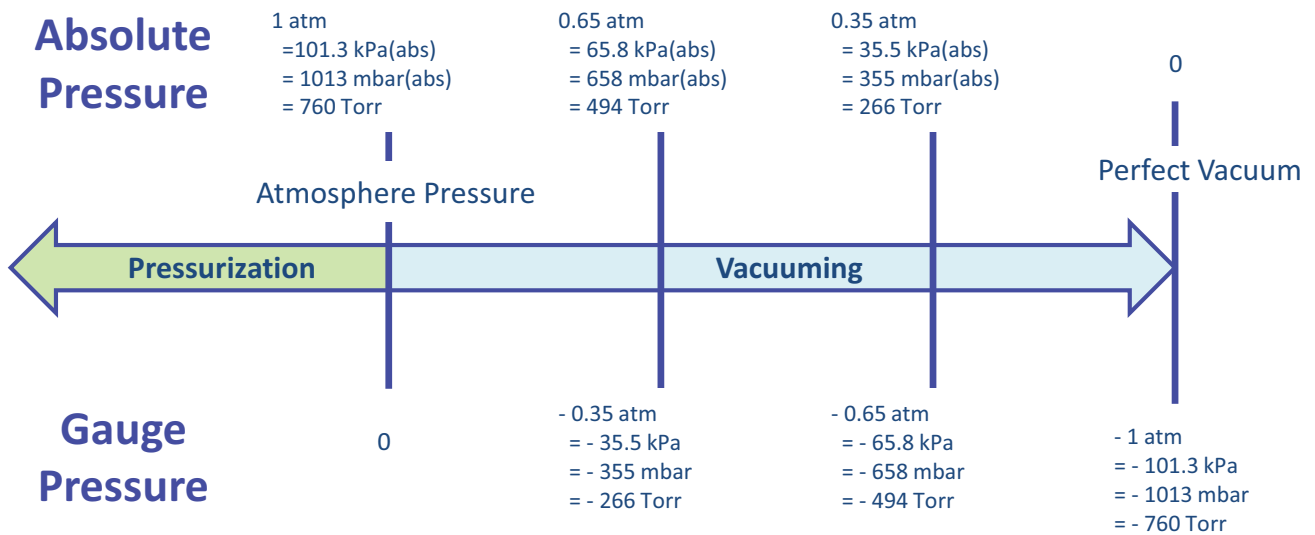 Absolute
Pressure
1 atm
=101.3 kPa(abs)
= 1013 mbar(abs)
= 760 Torr
0.65 atm
= 65.8 kPa(abs)
= 658 mbar(abs)
= 494 Torr
0.35 atm
= 35.5 kPa(abs)
= 355 mbar(abs)
= 266 Torr
0
Atmosphere Pressure
Perfect Vacuum
Pressurization
Vacuuming
Gauge
Pressure
0
- 0.35 atm
= - 35.5 kPa
= - 355 mbar
= - 266 Torr
- 0.65 atm
= - 65.8 kPa
= - 658 mbar
= - 494 Torr
- 1 atm
= - 101.3 kPa
= - 1013 mbar
= - 760 Torr